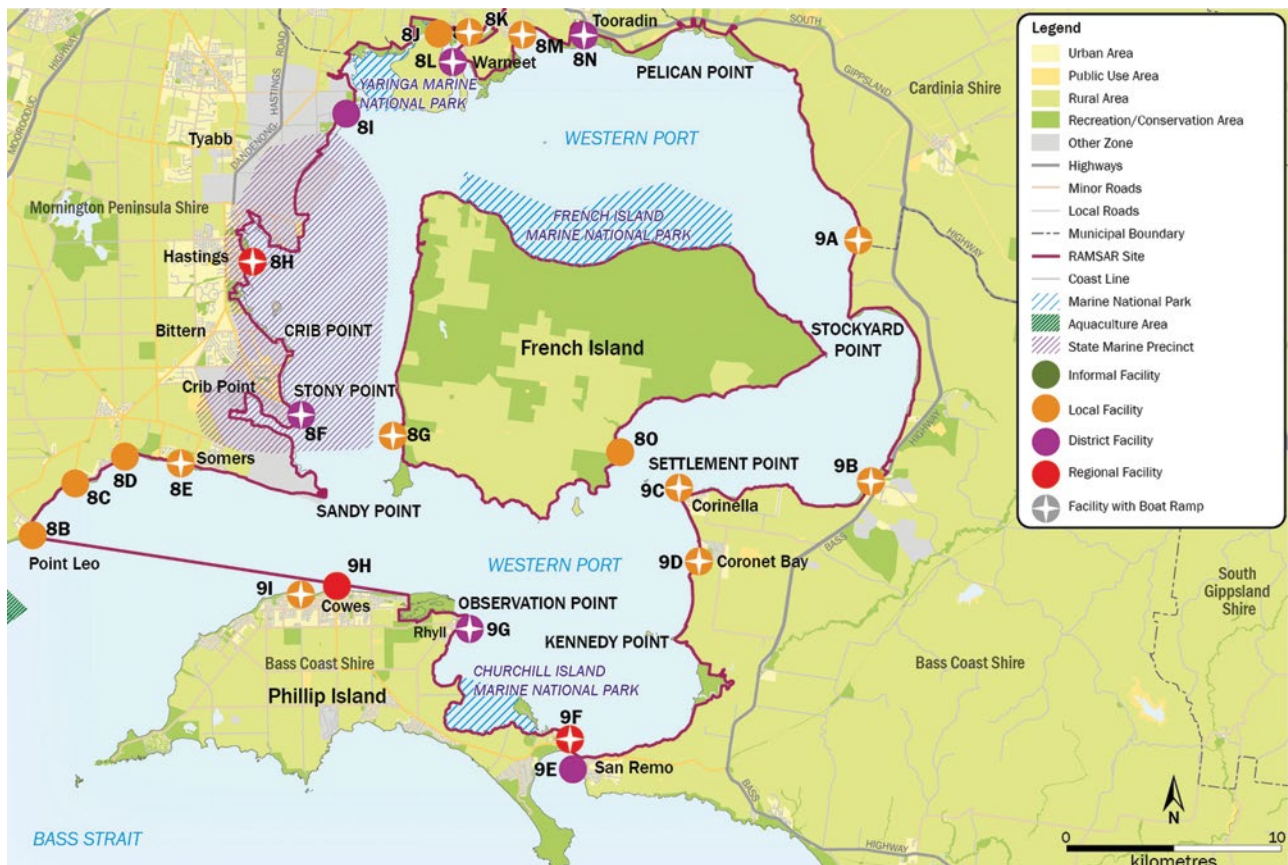 8K
Tooradin
8J
8M
8N
SOUTH
8L
Warneet
PELICAN POINT
GIPPSLAND
Cardinia Shire
HIGHWAY
HASTINGS ROAD
DANDENONG
MOOROODUC
YARINGA MARINE
NATIONAL PARK
8I
Tyabb
WESTERN PORT
Mornington Peninsula Shire
FRENCH ISLAND
MARINE NATIONAL PARK
9A
HIGHWAY
Hastings
8H
Bittern
CRIB POINT
French Island
STOCKYARD
POINT
Crib Point
STONY POINT
8F
8G
8O
HIGHWAY
Somers
8D
8E
8C
SETTLEMENT POINT
9B
9C
Corinella
SANDY POINT
8B
Point Leo
BASS
WESTERN PORT
9D
Coronet Bay
9H
9I
Cowes
OBSERVATION POINT
Rhyll
9G
KENNEDY POINT
Bass Coast Shire
Bass Coast Shire
South
Gippsland
Shire
CHURCHILL ISLAND
MARINE NATIONAL PARK
Phillip Island
9F
9E
San Remo
BASS
HIGHWAY
BASS STRAIT
N
0
10
kilometres
Legend
Urban Area
Public Use Area
Rural Area
Recreation/Conservation Area
Other Zone
Highways
Minor Roads
Local Roads
Municipal Boundary
RAMSAR Site
Coast Line
Marine National Park
Aquaculture Area
State Marine Precinct
Informal Facility
Local Facility
District Facility
Regional Facility
Facility with Boat Ramp